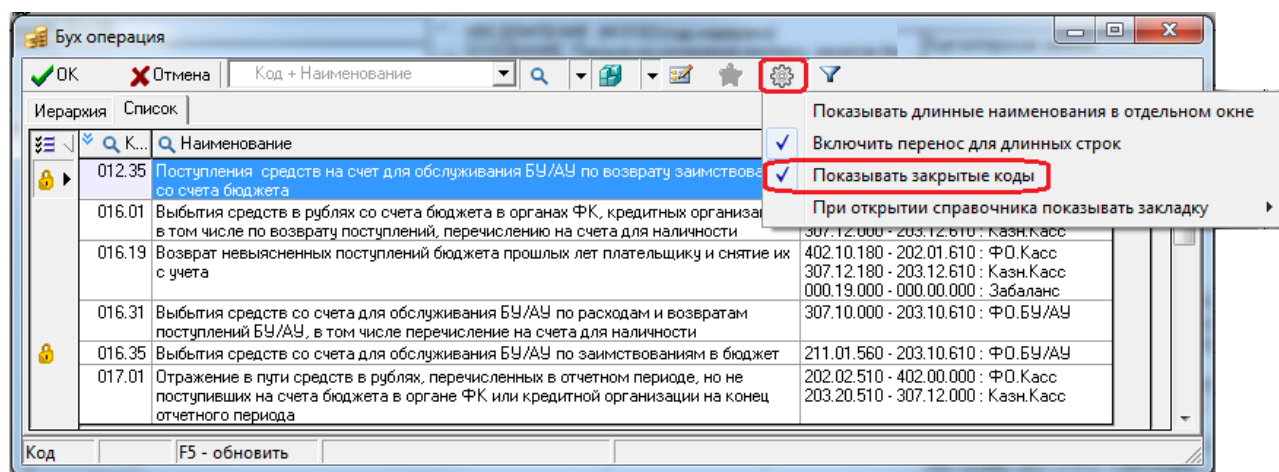 Бух операция
OK Отмена Код + Наименование
Иерархия Список
Показывать длинные наименования в отдельном окне
Включить перенос для длинных строк
Показывать закрытые коды
При открытии справочника показывать закладку
К... Наименование
012.35 Поступления средств на счет для обслуживания БУ/АУ по возврату
со счета бюджета
016.01 Выбытия средств в рублях со счета бюджета в органах ФК, кредитных
в том числе по возврату поступлений, перечислению на счета для наличности 307.12.000 - 203.12.610 : Казн.Касс
016.19 Возврат невыясненных поступлений бюджета прошлых лет плательщику и снятие их 402.10.180 - 202.01.610 : ФО.Касс
с учета 307.12.180 - 203.12.610 : Казн.Касс
000.19.000 - 000.00.000 : Забаланс
016.31 Выбытия средств со счета для обслуживания БУ/АУ по расходам и возвратам 307.10.000 - 203.10.610 : ФО.БУ/АУ
поступлений БУ/АУ, в том числе перечисление на счета для наличности
016.35 Выбытия средств со счета для обслуживания БУ/АУ по заимствованиям в бюджет 211.01.560 - 203.10.610 : ФО.БУ/АУ
017.01 Отражение в пути средств в рублях, перечисленных в отчетном периоде, но не 202.02.510 - 402.00.000 : ФО.Касс
поступивших на счета бюджета в органе ФК или кредитной организации на конец 203.20.510 - 307.12.000 : Казн.Касс
отчетного периода
Код F5 - обновить